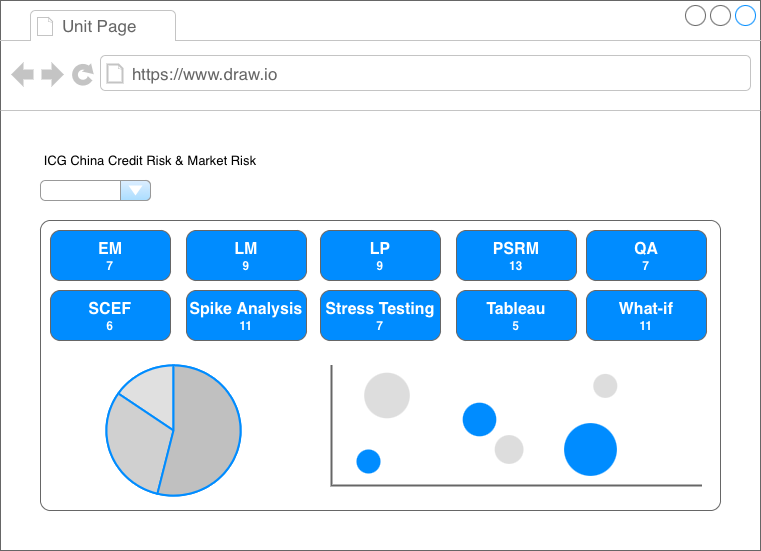 Unit Page
https://www.draw.io
ICG China Credit Risk & Market Risk
EM
7
LM
9
LP
9
PSRM
13
QA
7
SCEF
6
Spike Analysis
11
Stress Testing
7
Tableau
5
What-if
11